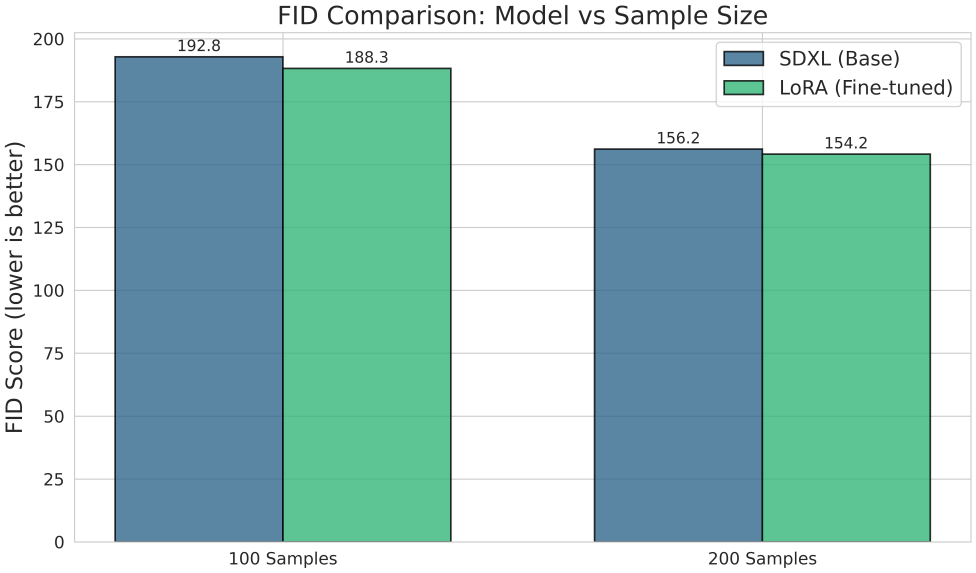 FID Comparison: Model vs Sample Size
SDXL (Base)
LoRA (Fine-tuned)
FID Score (lower is better)
200
175
150
125
100
75
50
25
0
192.8
188.3
156.2
154.2
100 Samples
200 Samples